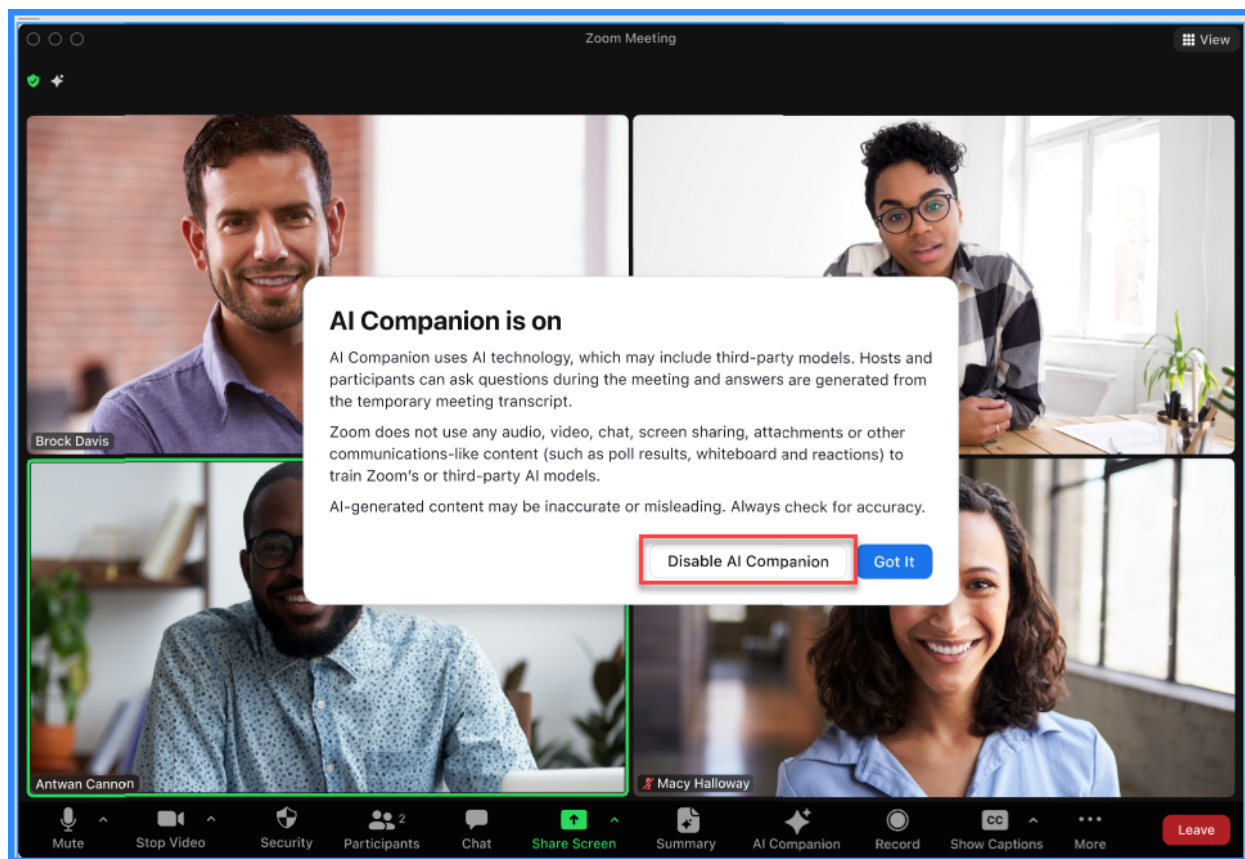 Zoom Meeting
View
AI Companion is on
AI Companion uses AI technology, which may include third-party models. Hosts and
participants can ask questions during the meeting and answers are generated from
the temporary meeting transcript.
Zoom does not use any audio, video, chat, screen sharing, attachments or other
communications-like content (such as poll results, whiteboard and reactions) to
train Zoom's or third-party AI models.
AI-generated content may be inaccurate or misleading. Always check for accuracy.
Disable AI Companion
Got It
Brock Davis
Antwan Cannon
Macy Halloway
2
CC
Mute
Stop Video
Security
Participants
Chat
Share Screen
Summary
AI Companion
Record
Show Captions
More
Leave